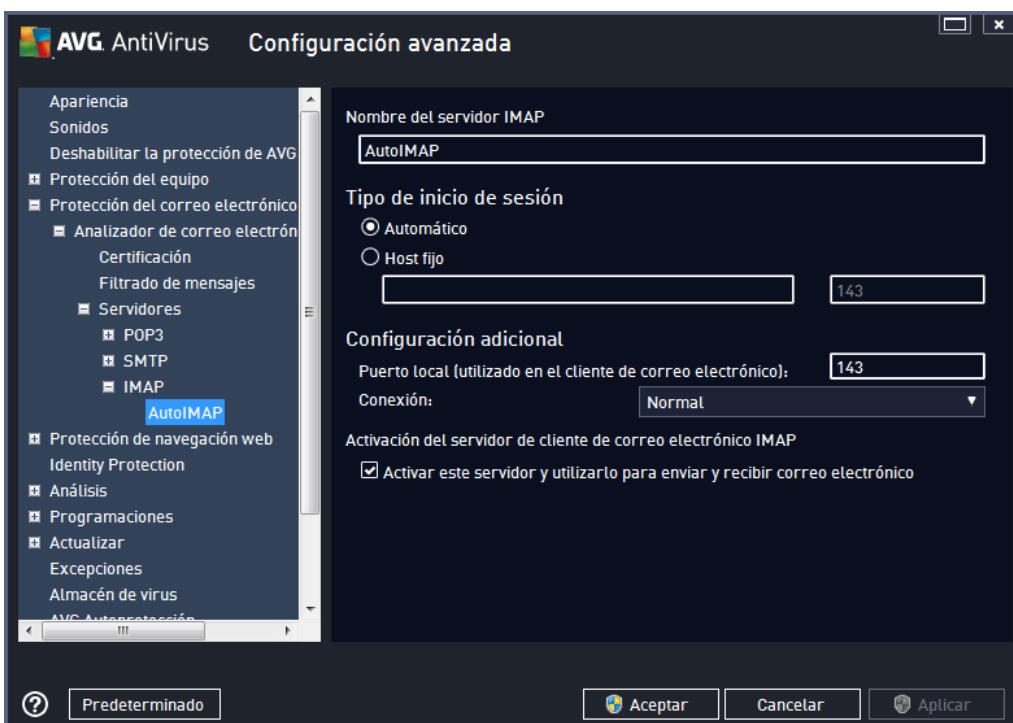 AVG. AntiVirus Configuración avanzada
Apariencia
Sonidos
Deshabilitar la protección de AVG
Protección del equipo
Protección del correo electrónico
Analizador de correo electrón
Certificación
Filtrado de mensajes
Servidores
POP3
SMTP
IMAP
AutoIMAP
Protección de navegación web
Identity Protection
Análisis
Programaciones
Actualizar
Excepciones
Almacén de virus
AVG Autoprotección
Nombre del servidor IMAP
AutoIMAP
Tipo de inicio de sesión
Automático
Host fijo
143
Configuración adicional
Puerto local (utilizado en el cliente de correo electrónico): 143
Conexión: Normal
Activación del servidor de cliente de correo electrónico IMAP
Activar este servidor y utilizarlo para enviar y recibir correo electrónico
Predeterminado
Aceptar
Cancelar
Aplicar